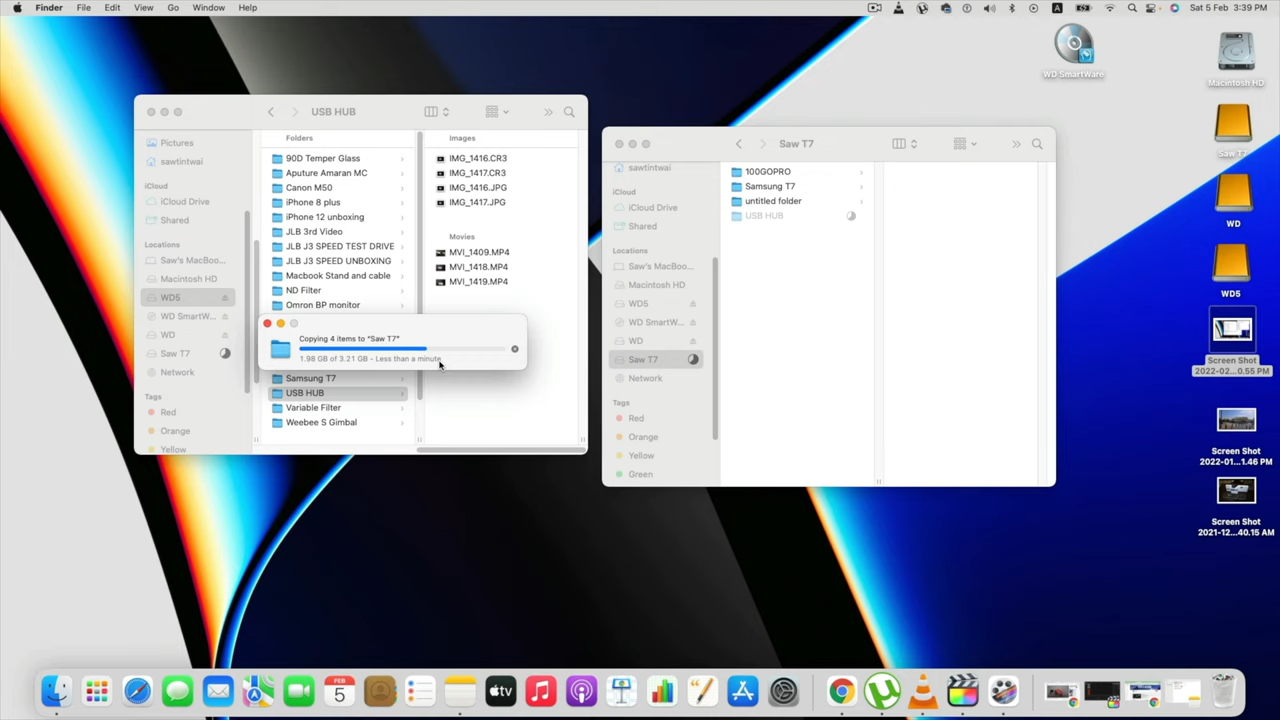 Finder File Edit View Go Window Help
Sat 5 Feb 3:39 PM
WD SmartWare
Macintosh HD
Saw T7
WD
WD5
Screen Shot
2022-02...0.55 PM
Screen Shot
2022-01...1.46 PM
Screen Shot
2021-12...40.15 AM
USB HUB
Pictures
sawtintwai
iCloud
iCloud Drive
Shared
Locations
Saw's MacBoo...
Macintosh HD
WD5
WD SmartW...
WD
Saw T7
Network
Tags
Red
Orange
Yellow
Folders
90D Temper Glass
Aputure Amaran MC
Canon M50
iPhone 8 plus
iPhone 12 unboxing
JLB 3rd Video
JLB J3 SPEED TEST DRIVE
JLB J3 SPEED UNBOXING
Macbook Stand and cable
ND Filter
Omron BP monitor
Samsung T7
USB HUB
Variable Filter
Weebee S Gimbal
Images
IMG_1416.CR3
IMG_1417.CR3
IMG_1416.JPG
IMG_1417.JPG
Movies
MVI_1409.MP4
MVI_1418.MP4
MVI_1419.MP4
Copying 4 items to "Saw T7"
1.98 GB of 3.21 GB - Less than a minute
Saw T7
sawtintwai
iCloud
iCloud Drive
Shared
Locations
Saw's MacBoo...
Macintosh HD
WD5
WD SmartW...
WD
Saw T7
Network
Tags
Red
Orange
Yellow
Green
100GOPRO
Samsung T7
untitled folder
USB HUB
FEB
5
tv